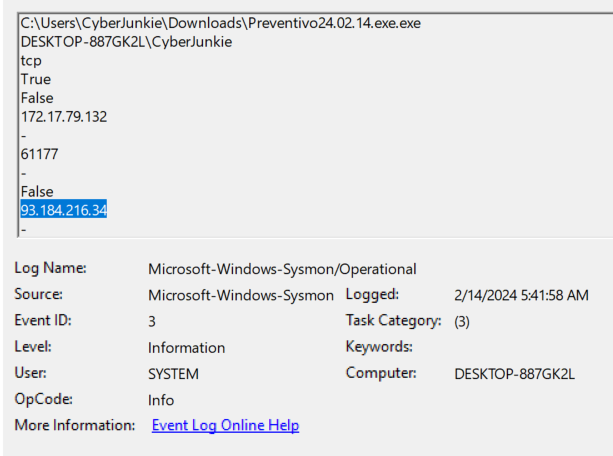 C:\Users\CyberJunkie\Downloads\Preventivo24.02.14.exe.exe
DESKTOP-887GK2L\CyberJunkie
tcp
True
False
172.17.79.132
-
61177
-
False
93.184.216.34
-
Log Name: Microsoft-Windows-Sysmon/Operational
Source: Microsoft-Windows-Sysmon Logged: 2/14/2024 5:41:58 AM
Event ID: 3 Task Category: (3)
Level: Information Keywords:
User: SYSTEM Computer: DESKTOP-887GK2L
OpCode: Info
More Information: Event Log Online Help